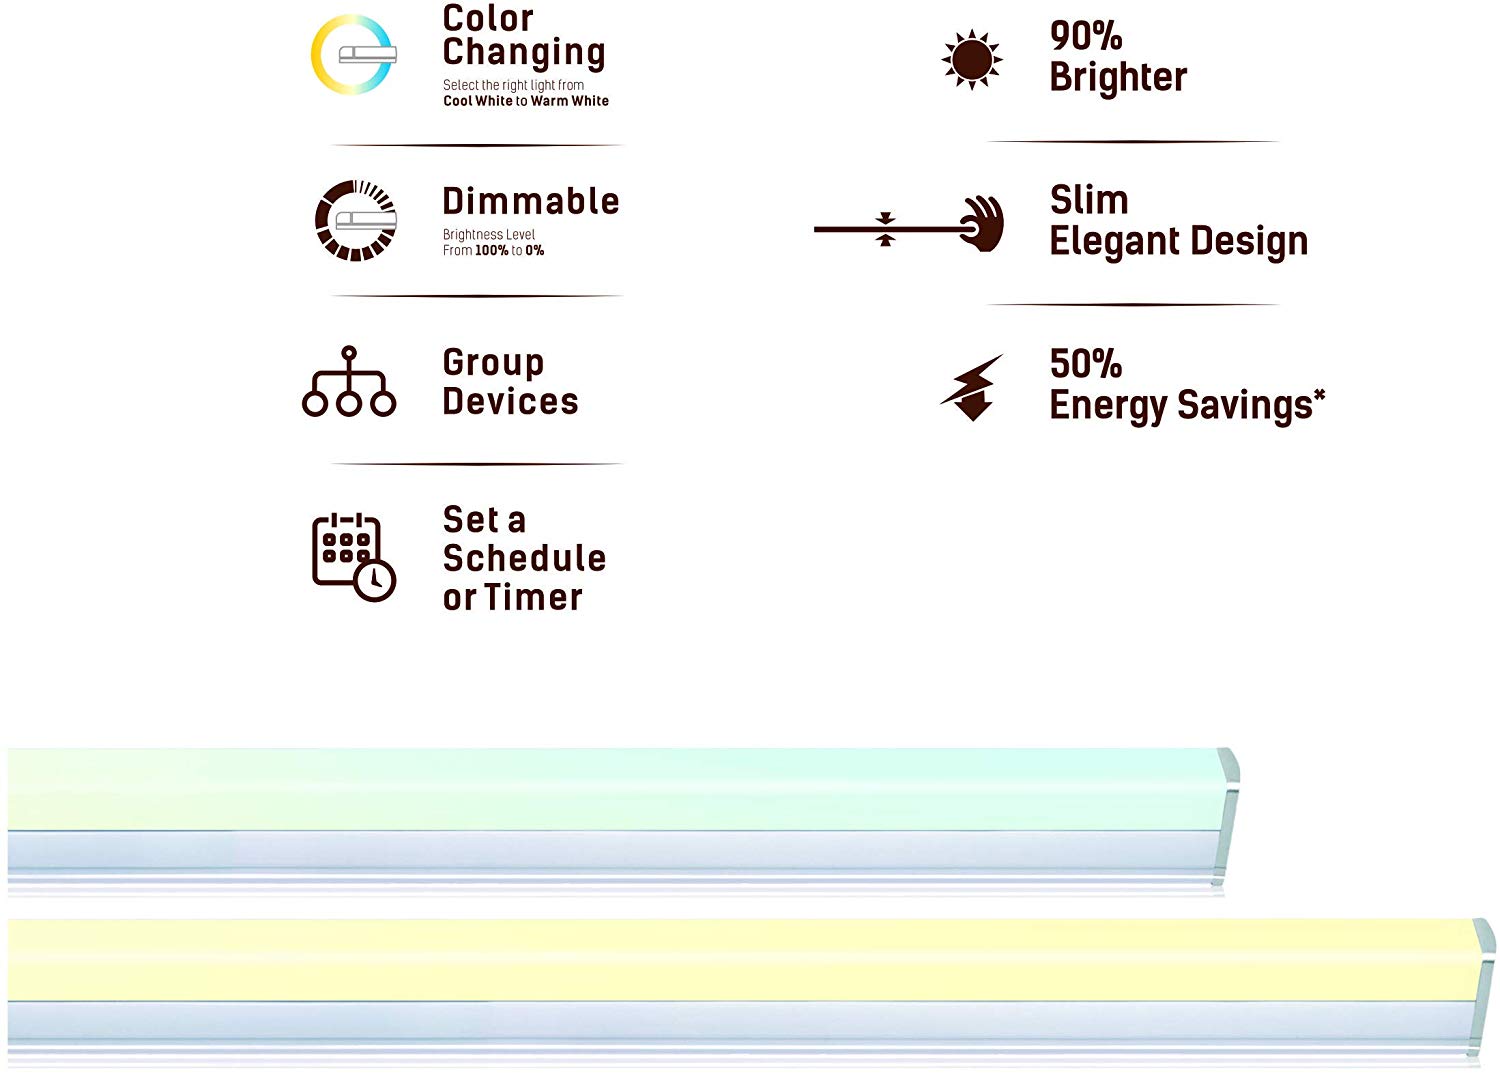 Color
Changing
Select the right light from
Cool White to Warm White
Dimmable
Brightness Level
From 100% to 0%
Group
Devices
Set a
Schedule
or Timer
90%
Brighter
Slim
Elegant Design
50%
Energy Savings*